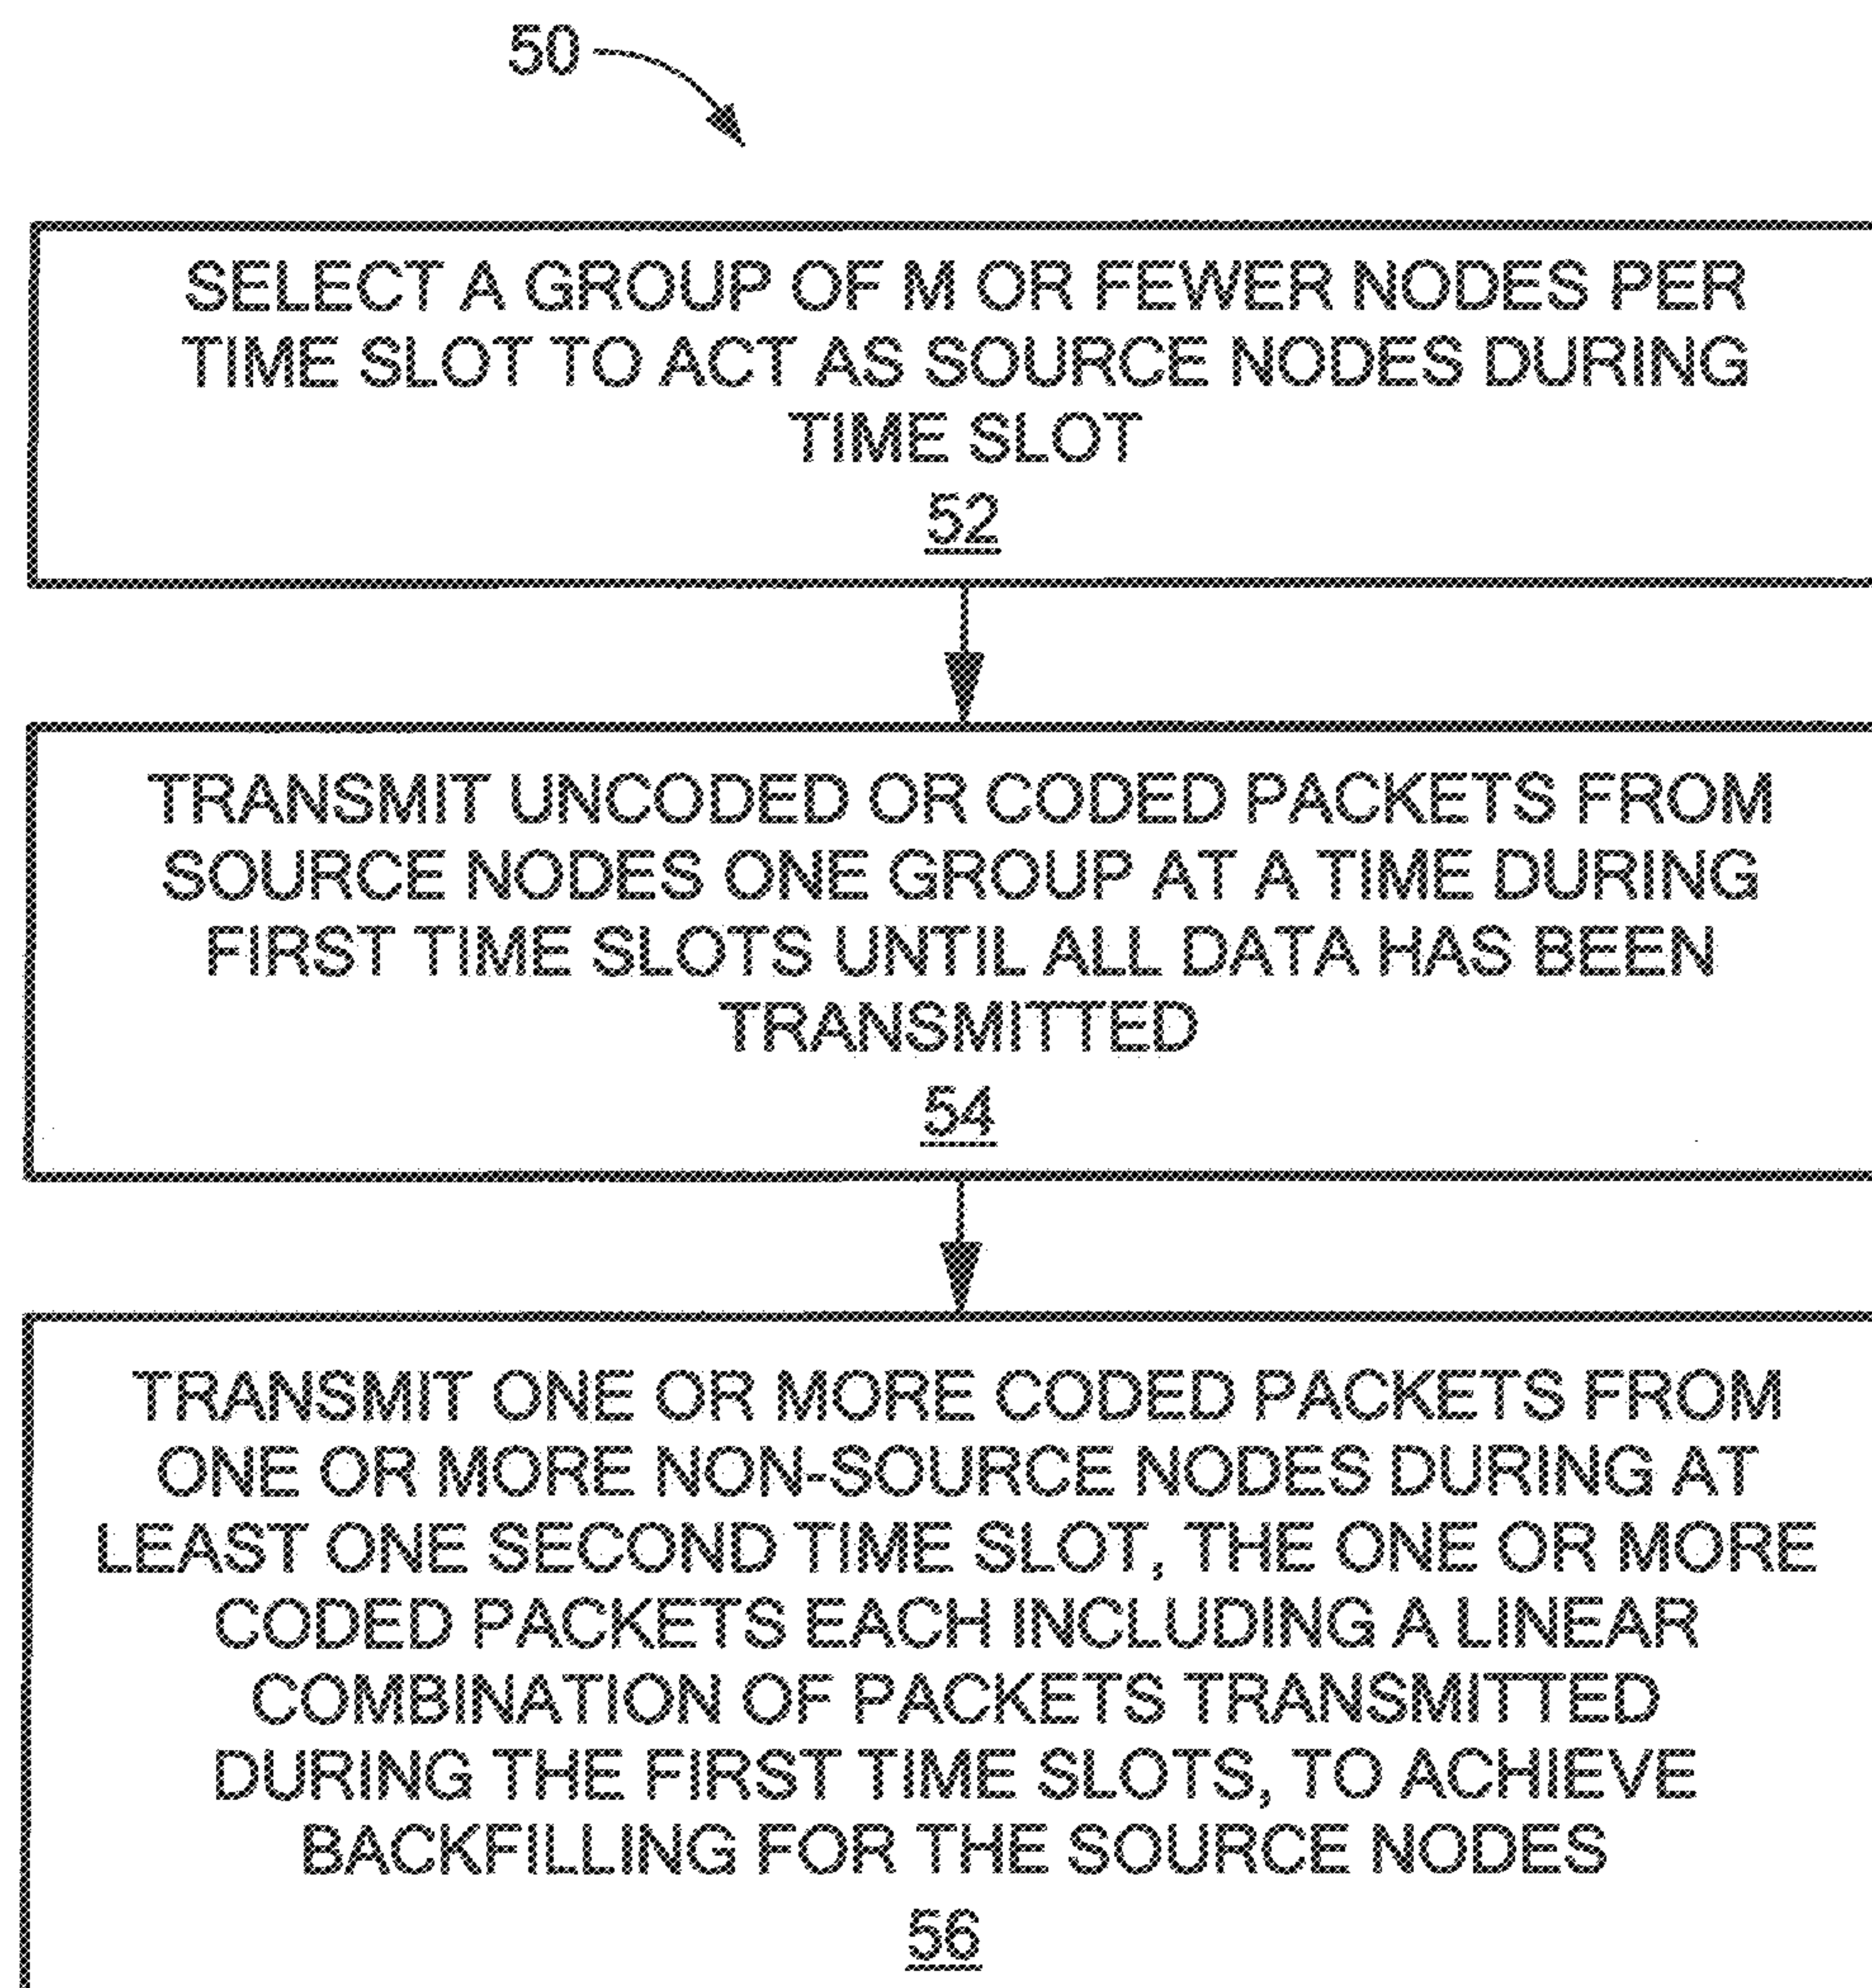 50
SELECT A GROUP OF M OR FEWER NODES PER
TIME SLOT TO ACT AS SOURCE NODES DURING
TIME SLOT
52
TRANSMIT UNCODED OR CODED PACKETS FROM
SOURCE NODES ONE GROUP AT A TIME DURING
FIRST TIME SLOTS UNTIL ALL DATA HAS BEEN
TRANSMITTED
54
TRANSMIT ONE OR MORE CODED PACKETS FROM
ONE OR MORE NON-SOURCE NODES DURING AT
LEAST ONE SECOND TIME SLOT, THE ONE OR MORE
CODED PACKETS EACH INCLUDING A LINEAR
COMBINATION OF PACKETS TRANSMITTED
DURING THE FIRST TIME SLOTS, TO ACHIEVE
BACKFILLING FOR THE SOURCE NODES
56